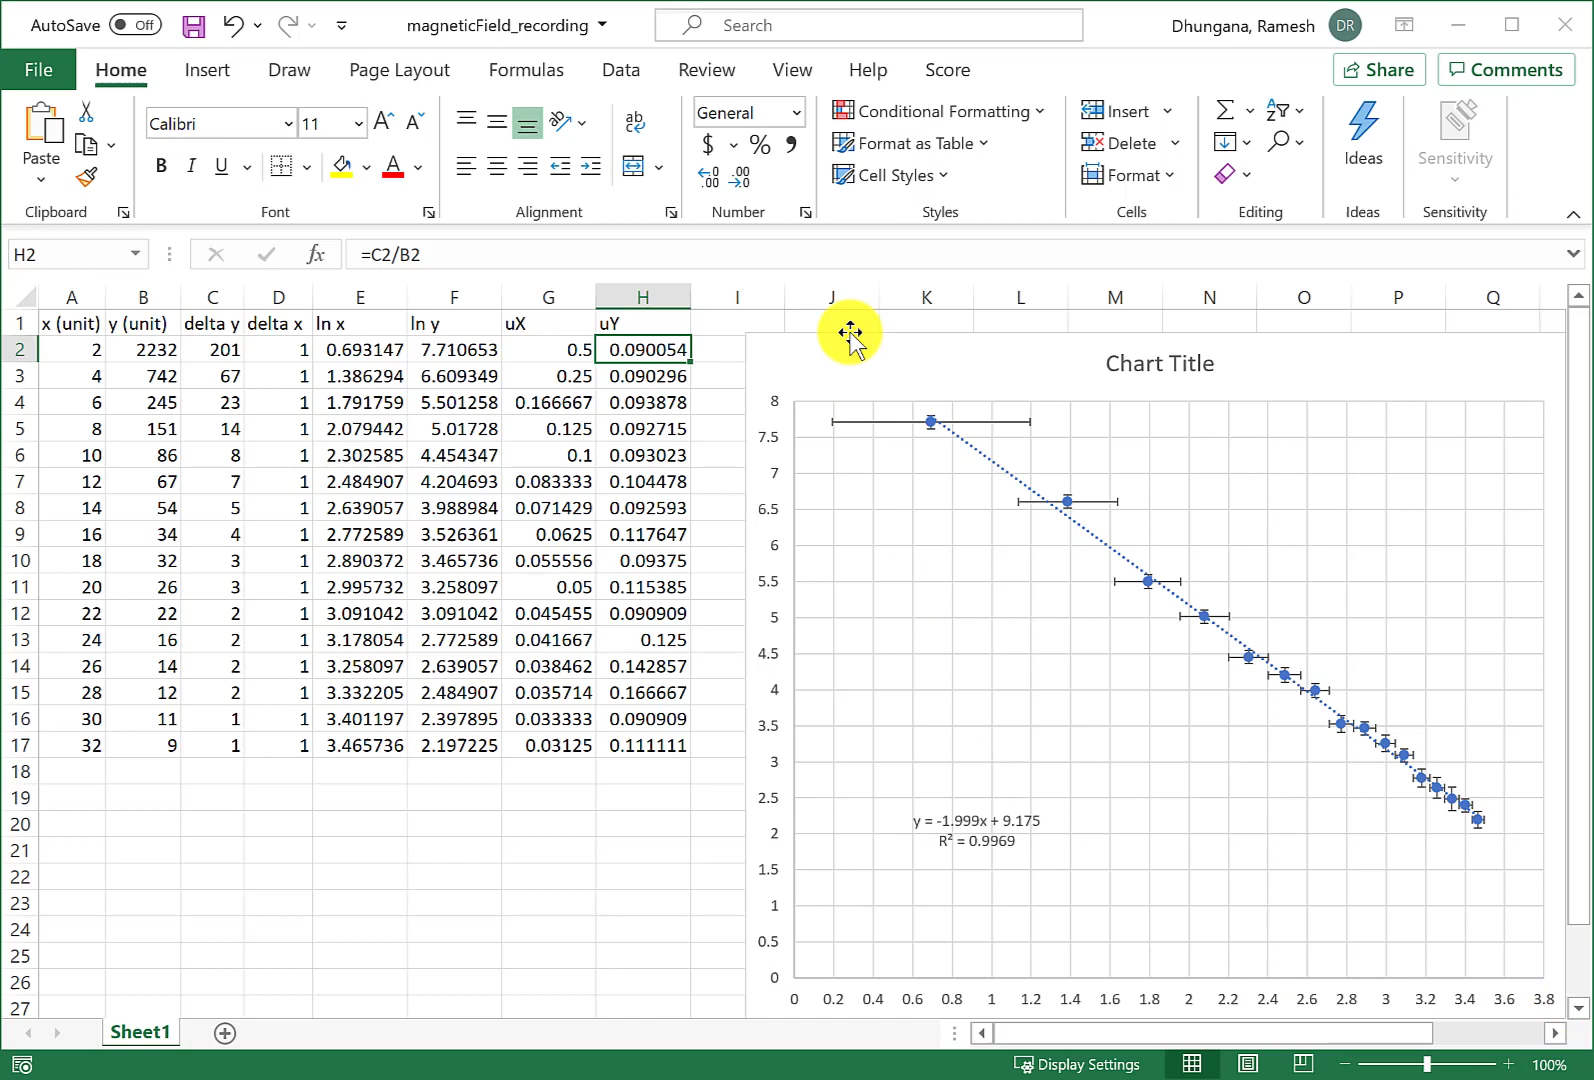 AutoSave Off magneticField_recording Search Dhungana, Ramesh DR
File Home Insert Draw Page Layout Formulas Data Review View Help Score Share Comments
Paste Calibri 11 A A ab c General Conditional Formatting Insert Ideas Sensitivity
B I U A $ % Format as Table Delete
.00 .00 Cell Styles Format
Clipboard Font Alignment Number Styles Cells Editing Ideas Sensitivity
H2 fx =C2/B2
A B C D E F G H I J K L M N O P Q
1 x (unit) y (unit) delta y delta x ln x ln y uX uY
2 2 2232 201 1 0.693147 7.710653 0.5 0.090054
3 4 742 67 1 1.386294 6.609349 0.25 0.090296
4 6 245 23 1 1.791759 5.501258 0.166667 0.093878
5 8 151 14 1 2.079442 5.01728 0.125 0.092715
6 10 86 8 1 2.302585 4.454347 0.1 0.093023
7 12 67 7 1 2.484907 4.204693 0.083333 0.104478
8 14 54 5 1 2.639057 3.988984 0.071429 0.092593
9 16 34 4 1 2.772589 3.526361 0.0625 0.117647
10 18 32 3 1 2.890372 3.465736 0.055556 0.09375
11 20 26 3 1 2.995732 3.258097 0.05 0.115385
12 22 22 2 1 3.091042 3.091042 0.045455 0.090909
13 24 16 2 1 3.178054 2.772589 0.041667 0.125
14 26 14 2 1 3.258097 2.639057 0.038462 0.142857
15 28 12 2 1 3.332205 2.484907 0.035714 0.166667
16 30 11 1 1 3.401197 2.397895 0.033333 0.090909
17 32 9 1 1 3.465736 2.197225 0.03125 0.111111
18
19
20
21
22
23
24
25
26
27
Chart Title
8
7.5
7
6.5
6
5.5
5
4.5
4
3.5
3
2.5
2
1.5
1
0.5
0
y = -1.999x + 9.175
R² = 0.9969
0 0.2 0.4 0.6 0.8 1 1.2 1.4 1.6 1.8 2 2.2 2.4 2.6 2.8 3 3.2 3.4 3.6 3.8
Sheet1
Display Settings 100%